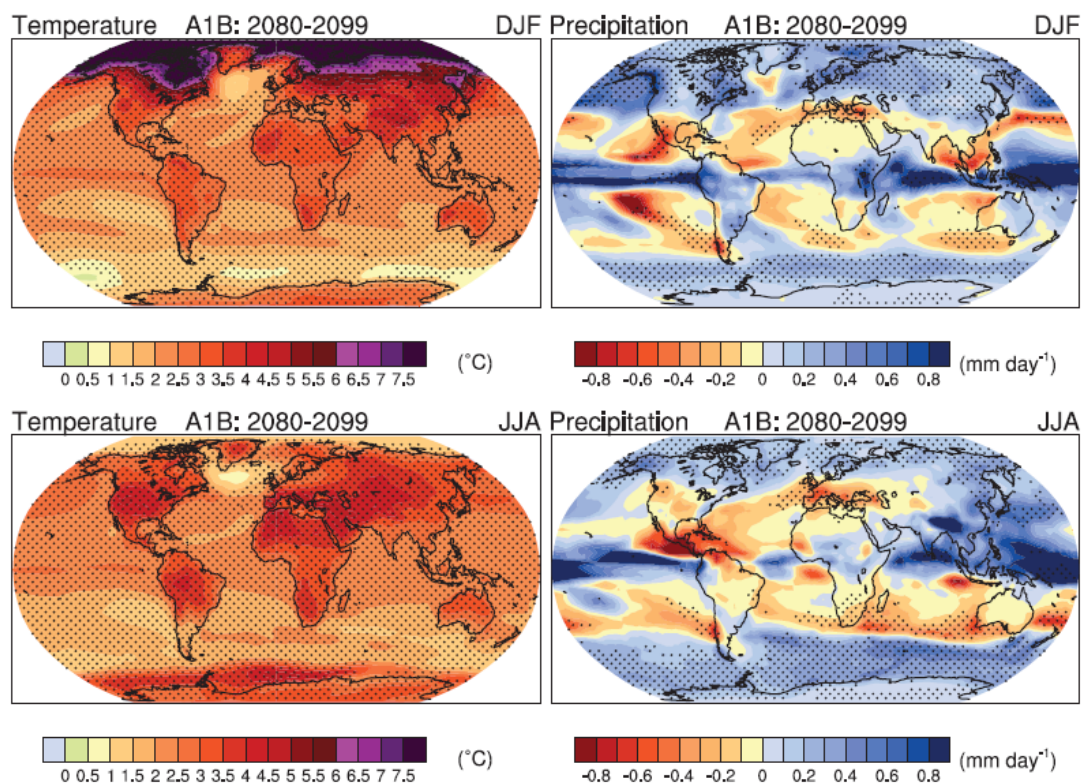 Temperature A1B: 2080-2099 DJF
Precipitation A1B: 2080-2099 DJF
0 0.5 1 1.5 2 2.5 3 3.5 4 4.5 5 5.5 6 6.5 7 7.5 (°C)
-0.8 -0.6 -0.4 -0.2 0 0.2 0.4 0.6 0.8 (mm day⁻¹)
Temperature A1B: 2080-2099 JJA
Precipitation A1B: 2080-2099 JJA
0 0.5 1 1.5 2 2.5 3 3.5 4 4.5 5 5.5 6 6.5 7 7.5 (°C)
-0.8 -0.6 -0.4 -0.2 0 0.2 0.4 0.6 0.8 (mm day⁻¹)